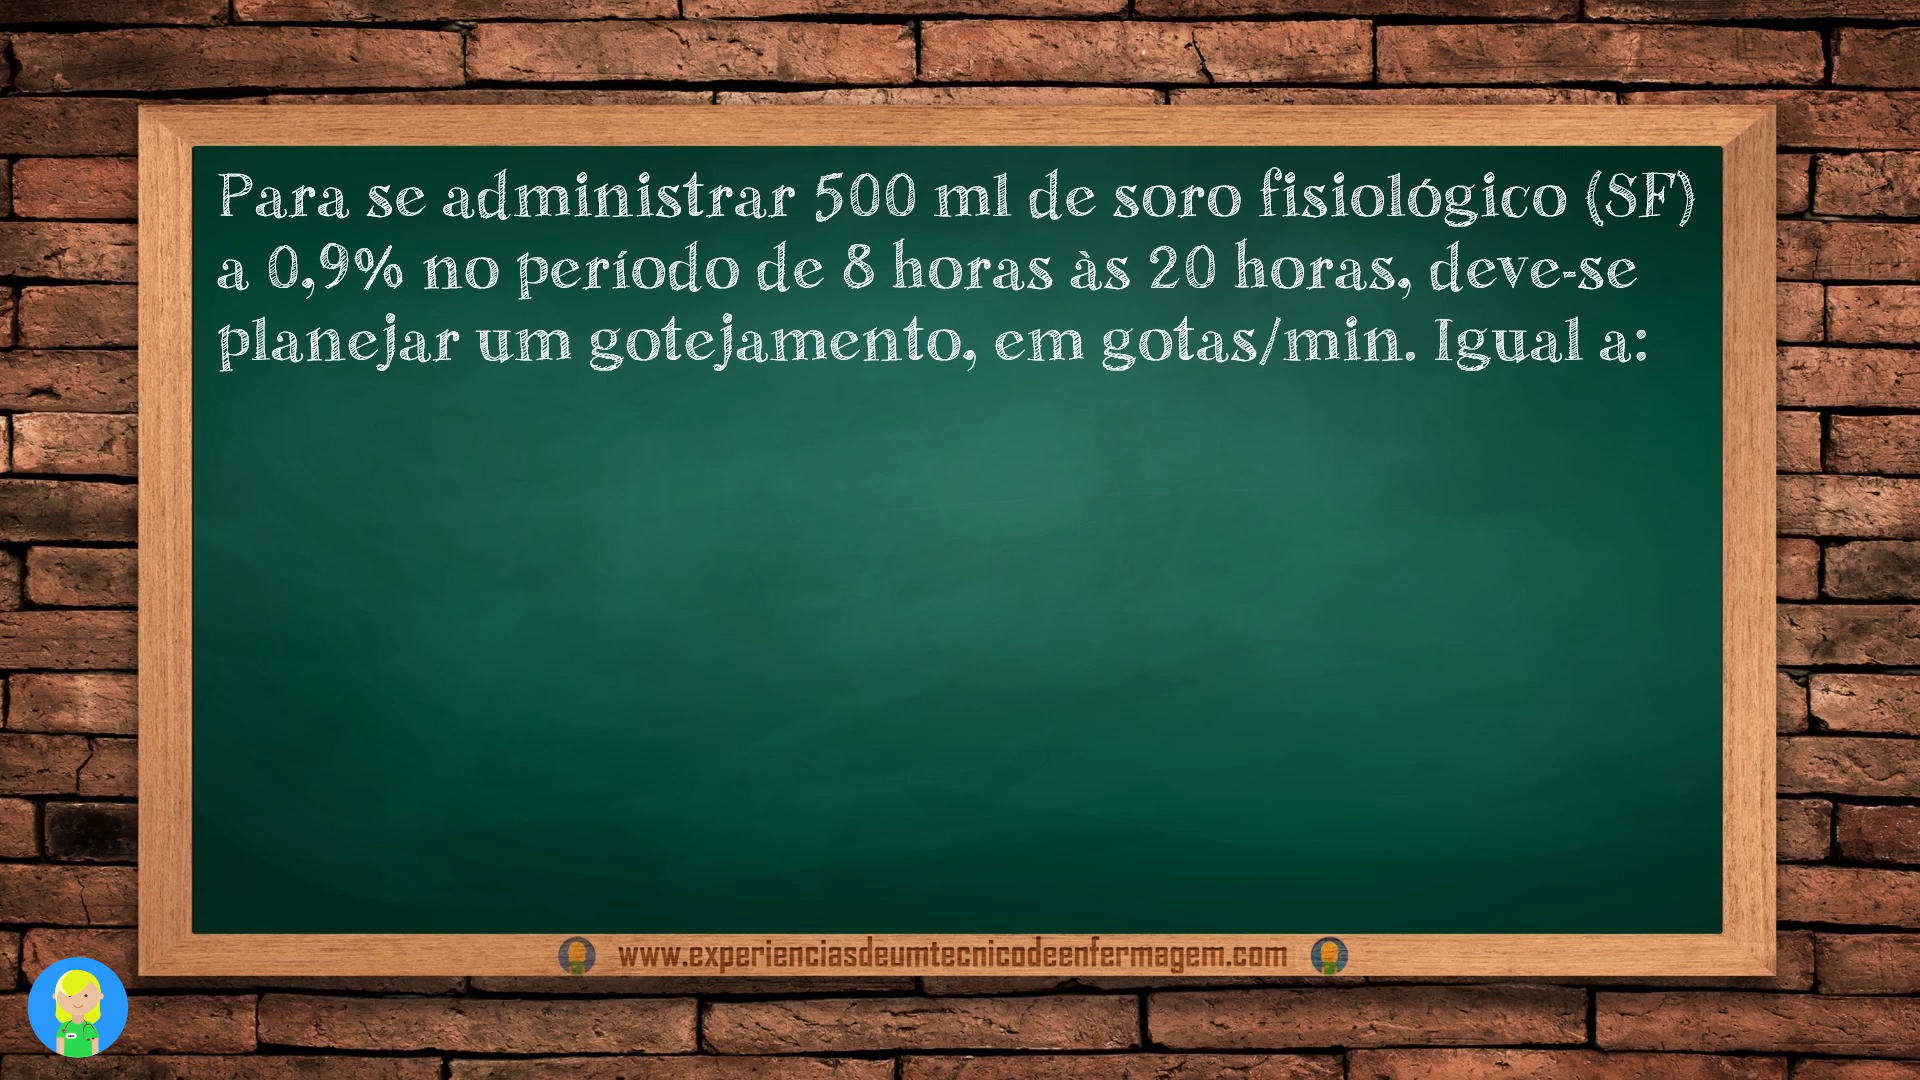 Para se administrar 500 ml de soro fisiológico (SF)
a 0,9% no período de 8 horas às 20 horas, deve-se
planejar um gotejamento, em gotas/min. Igual a:
www.experienciasdeumtecnicodeenfermagem.com